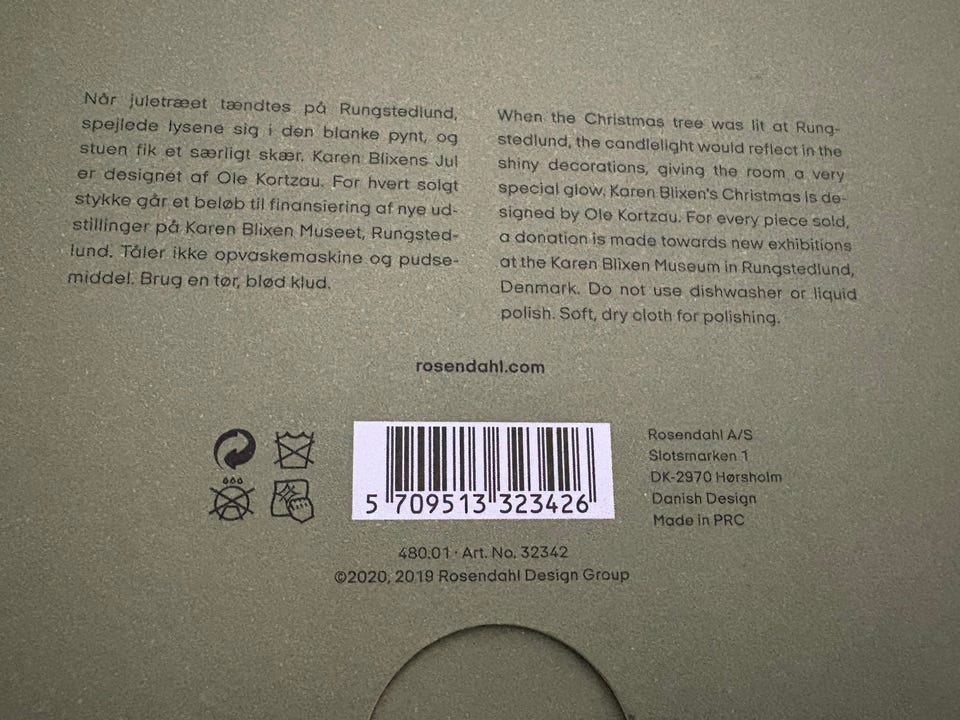 Når juletræet tændtes på Rungstedlund,
spejlede lysene sig i den blanke pynt, og
stuen fik et særligt skær. Karen Blixens Jul
er designet af Ole Kortzau. For hvert solgt
stykke går et beløb til finansiering af nye ud-
stillinger på Karen Blixen Museet, Rungsted-
lund. Tåler ikke opvaskemaskine og pudse-
middel. Brug en tør, blød klud.
When the Christmas tree was lit at Rung-
stedlund, the candlelight would reflect in the
shiny decorations, giving the room a very
special glow. Karen Blixen's Christmas is de-
signed by Ole Kortzau. For every piece sold,
a donation is made towards new exhibitions
at the Karen Blixen Museum in Rungstedlund,
Denmark. Do not use dishwasher or liquid
polish. Soft, dry cloth for polishing.
rosendahl.com
5 709513 323426
Rosendahl A/S
Slotsmarken 1
DK-2970 Hørsholm
Danish Design
Made in PRC
480.01 · Art. No. 32342
©2020, 2019 Rosendahl Design Group